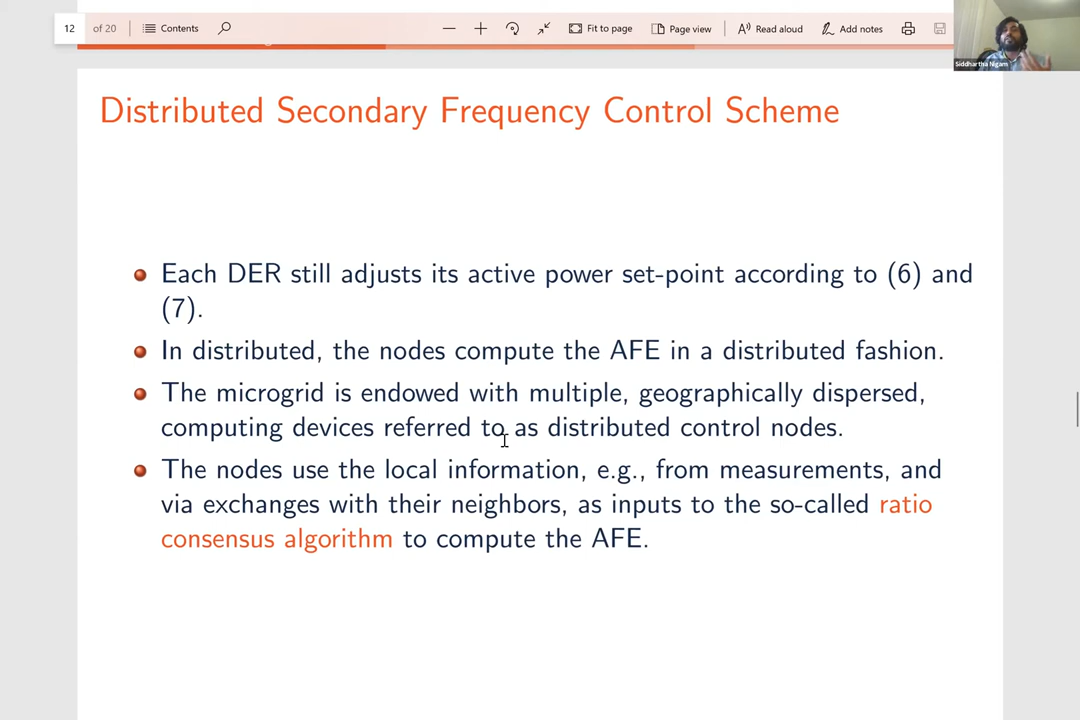 12 of 20 Contents Fit to page Page view Read aloud Add notes
Siddhartha Nigam
Distributed Secondary Frequency Control Scheme
Each DER still adjusts its active power set-point according to (6) and
(7).
In distributed, the nodes compute the AFE in a distributed fashion.
The microgrid is endowed with multiple, geographically dispersed,
computing devices referred to as distributed control nodes.
The nodes use the local information, e.g., from measurements, and
via exchanges with their neighbors, as inputs to the so-called ratio
consensus algorithm to compute the AFE.